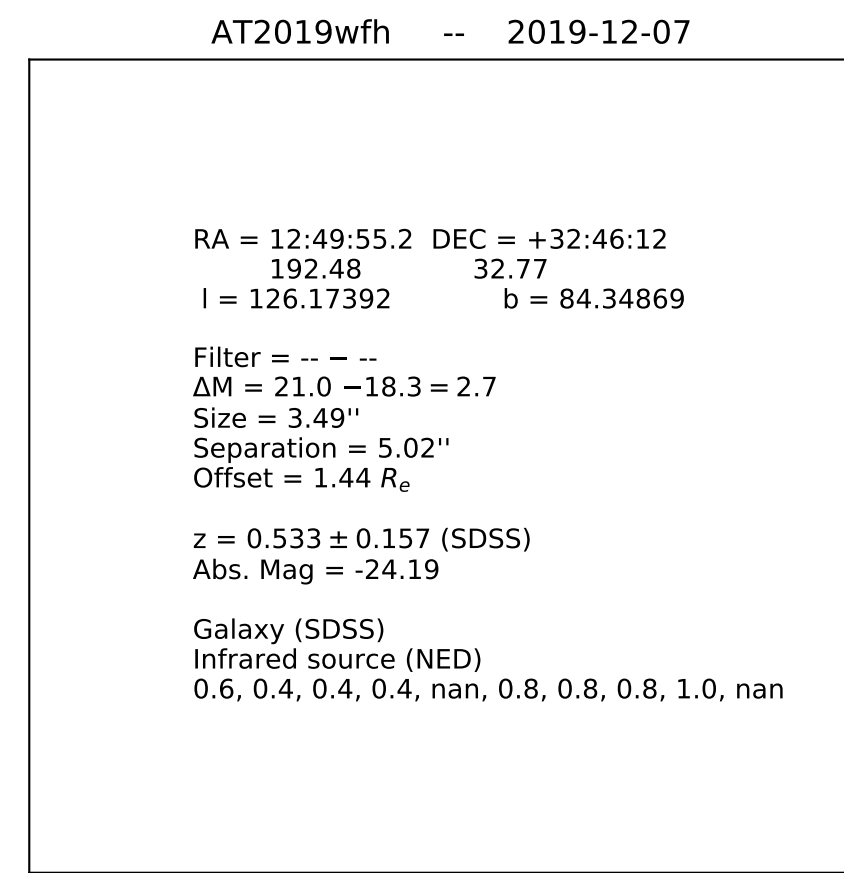 AT2019wfh -- 2019-12-07
RA = 12:49:55.2 DEC = +32:46:12
192.48 32.77
l = 126.17392 b = 84.34869
Filter = -- − --
ΔM = 21.0 −18.3 = 2.7
Size = 3.49''
Separation = 5.02''
Offset = 1.44 Rₑ
z = 0.533 ± 0.157 (SDSS)
Abs. Mag = -24.19
Galaxy (SDSS)
Infrared source (NED)
0.6, 0.4, 0.4, 0.4, nan, 0.8, 0.8, 0.8, 1.0, nan